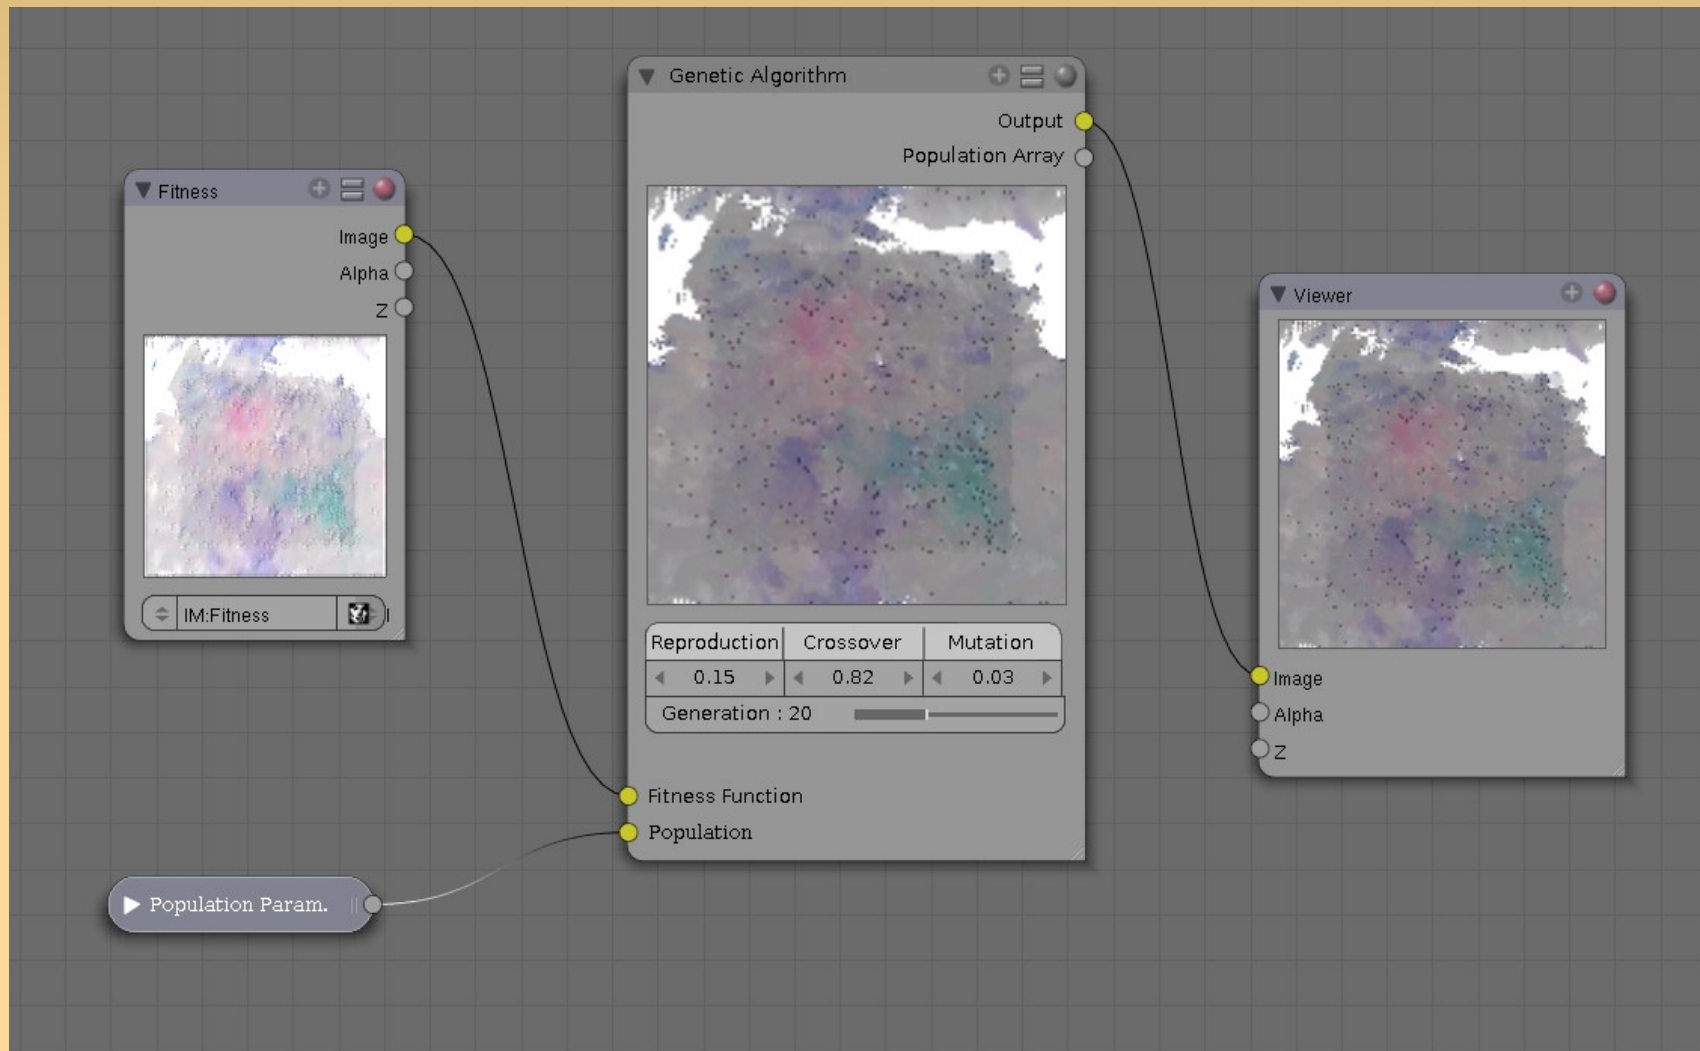 Genetic Algorithm
Output
Population Array
Reproduction Crossover Mutation
0.15 0.82 0.03
Generation : 20
Fitness Function
Population
Fitness
Image
Alpha
Z
IM:Fitness
Population Param.
Viewer
Image
Alpha
Z